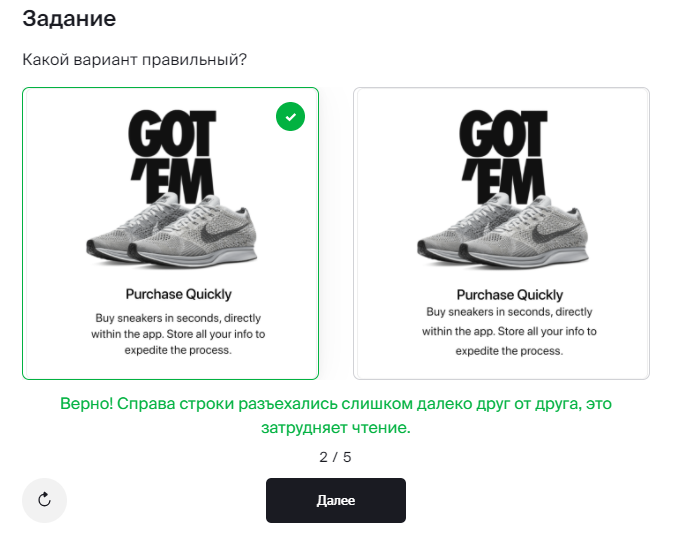 Задание
Какой вариант правильный?
GOT
'EM
Purchase Quickly
Buy sneakers in seconds, directly
within the app. Store all your info to
expedite the process.
GOT
'EM
Purchase Quickly
Buy sneakers in seconds, directly
within the app. Store all your info to
expedite the process.
Верно! Справа строки разъехались слишком далеко друг от друга, это
затрудняет чтение.
2 / 5
Далее